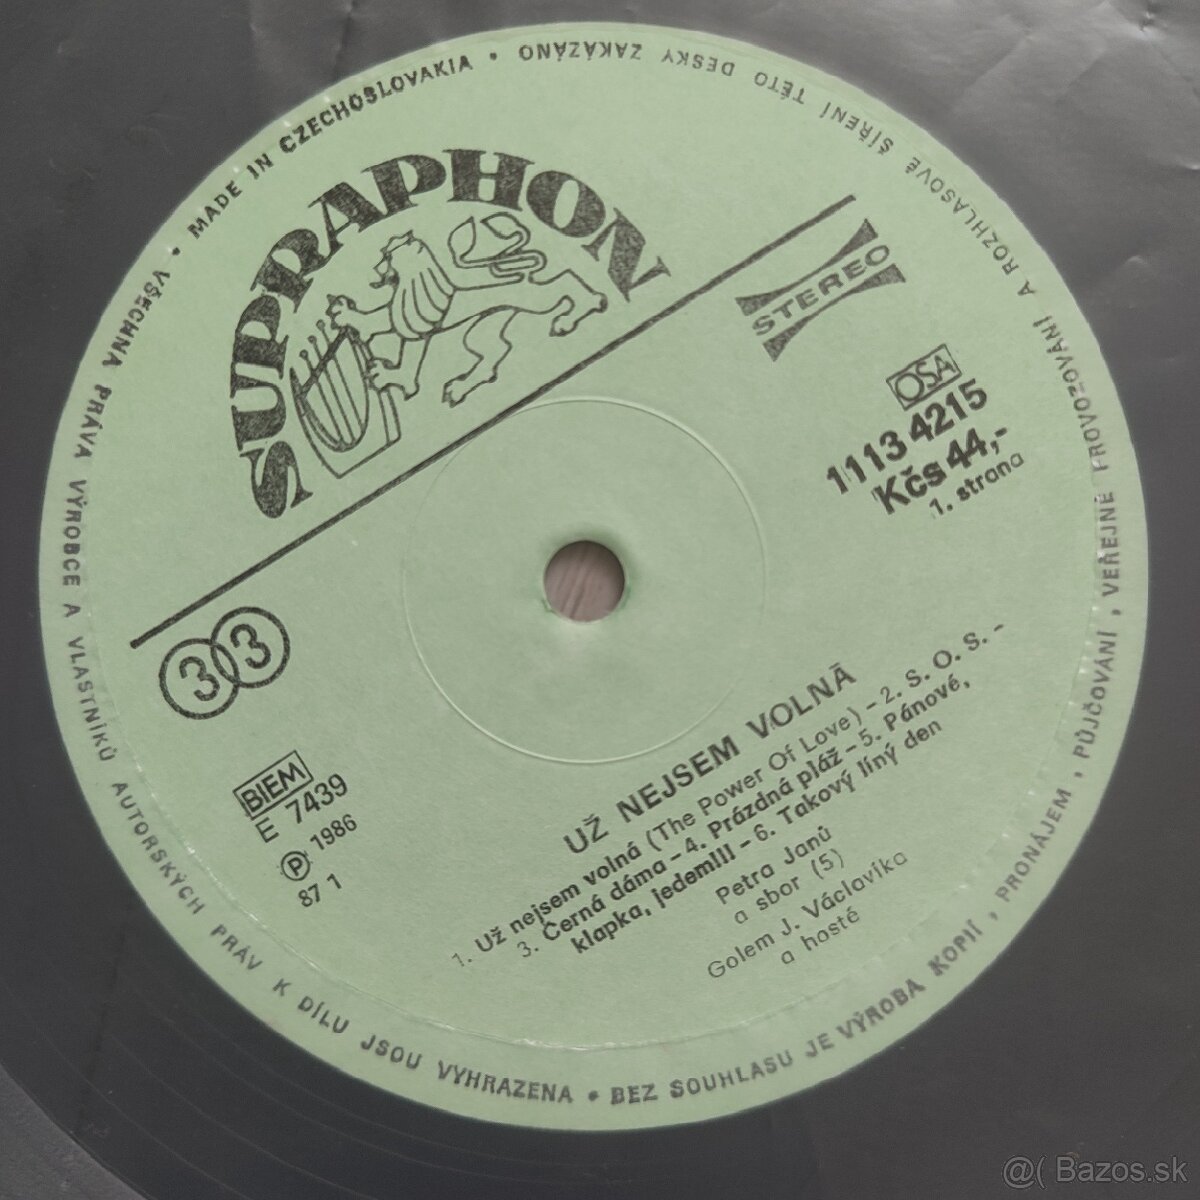 SUPRAPHON
STEREO
OSA
1113 4215
Kčs 44,-
1. strana
33
BIEM
E 7439
Ⓟ 1986
87 1
UŽ NEJSEM VOLNÁ
1. Už nejsem volná (The Power Of Love) – 2. S. O. S. –
3. Černá dáma – 4. Prázdná pláž – 5. Pánové,
klapka, jedem!!! – 6. Takový líný den
Petra Janů
a sbor (5)
Golem J. Václavíka
a hosté
• MADE IN CZECHOSLOVAKIA • VŠECHNA PRÁVA VÝROBCE A VLASTNÍKŮ AUTORSKÝCH PRÁV K DÍLU JSOU VYHRAZENA • BEZ SOUHLASU JE VÝROBA KOPIÍ, PRONÁJEM, PŮJČOVÁNÍ, VEŘEJNÉ PROVOZOVÁNÍ A ROZHLASOVÉ ŠÍŘENÍ TÉTO DESKY ZAKÁZÁNO
@( Bazos.sk